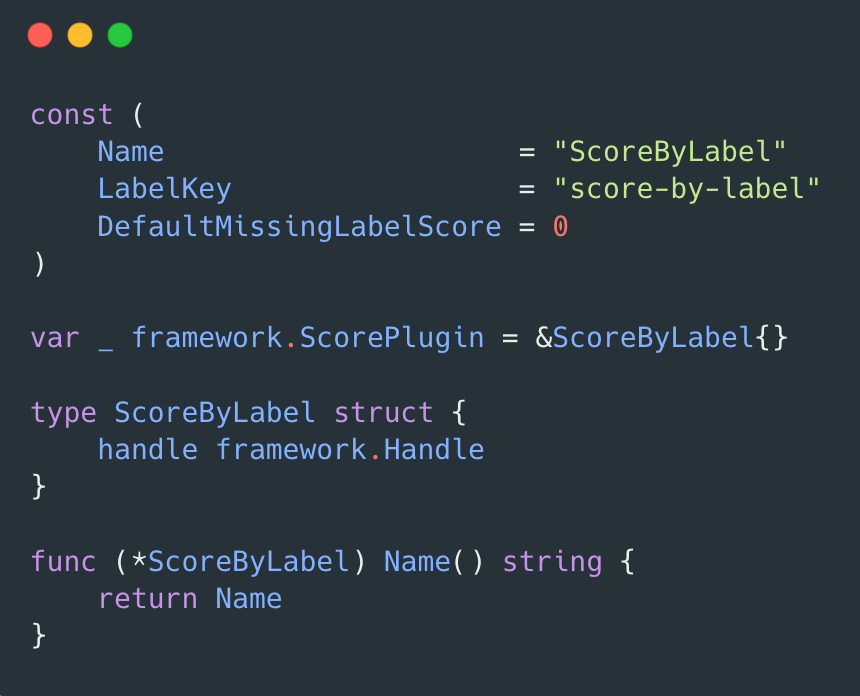 const (
    Name                     = "ScoreByLabel"
    LabelKey                 = "score-by-label"
    DefaultMissingLabelScore = 0
)

var _ framework.ScorePlugin = &ScoreByLabel{}

type ScoreByLabel struct {
    handle framework.Handle
}

func (*ScoreByLabel) Name() string {
    return Name
}